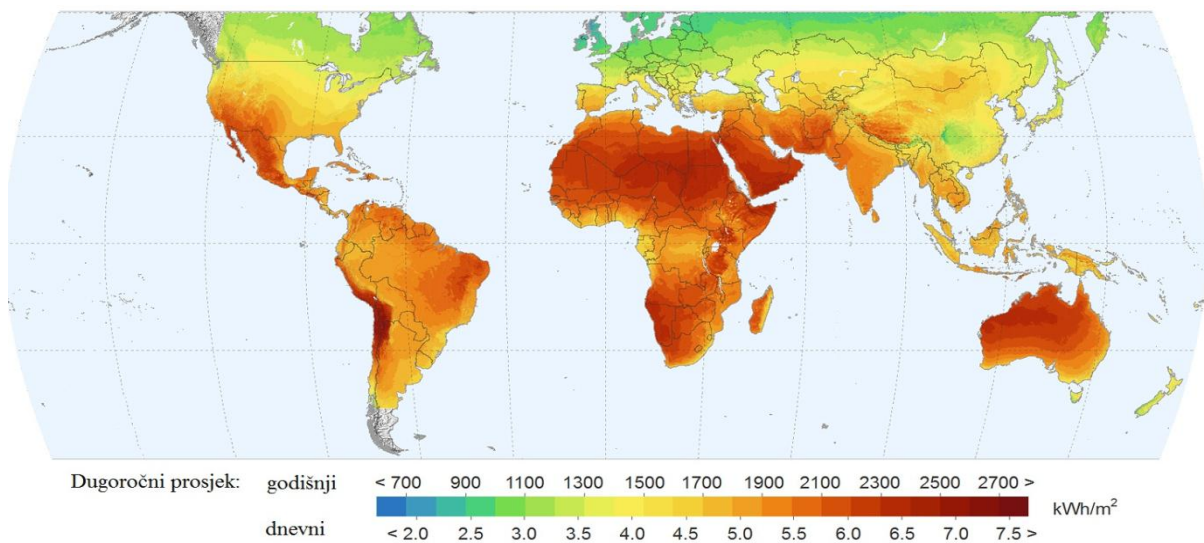 Dugoročni prosjek: godišnji < 700 900 1100 1300 1500 1700 1900 2100 2300 2500 2700 >
kWh/m²
dnevni < 2.0 2.5 3.0 3.5 4.0 4.5 5.0 5.5 6.0 6.5 7.0 7.5 >